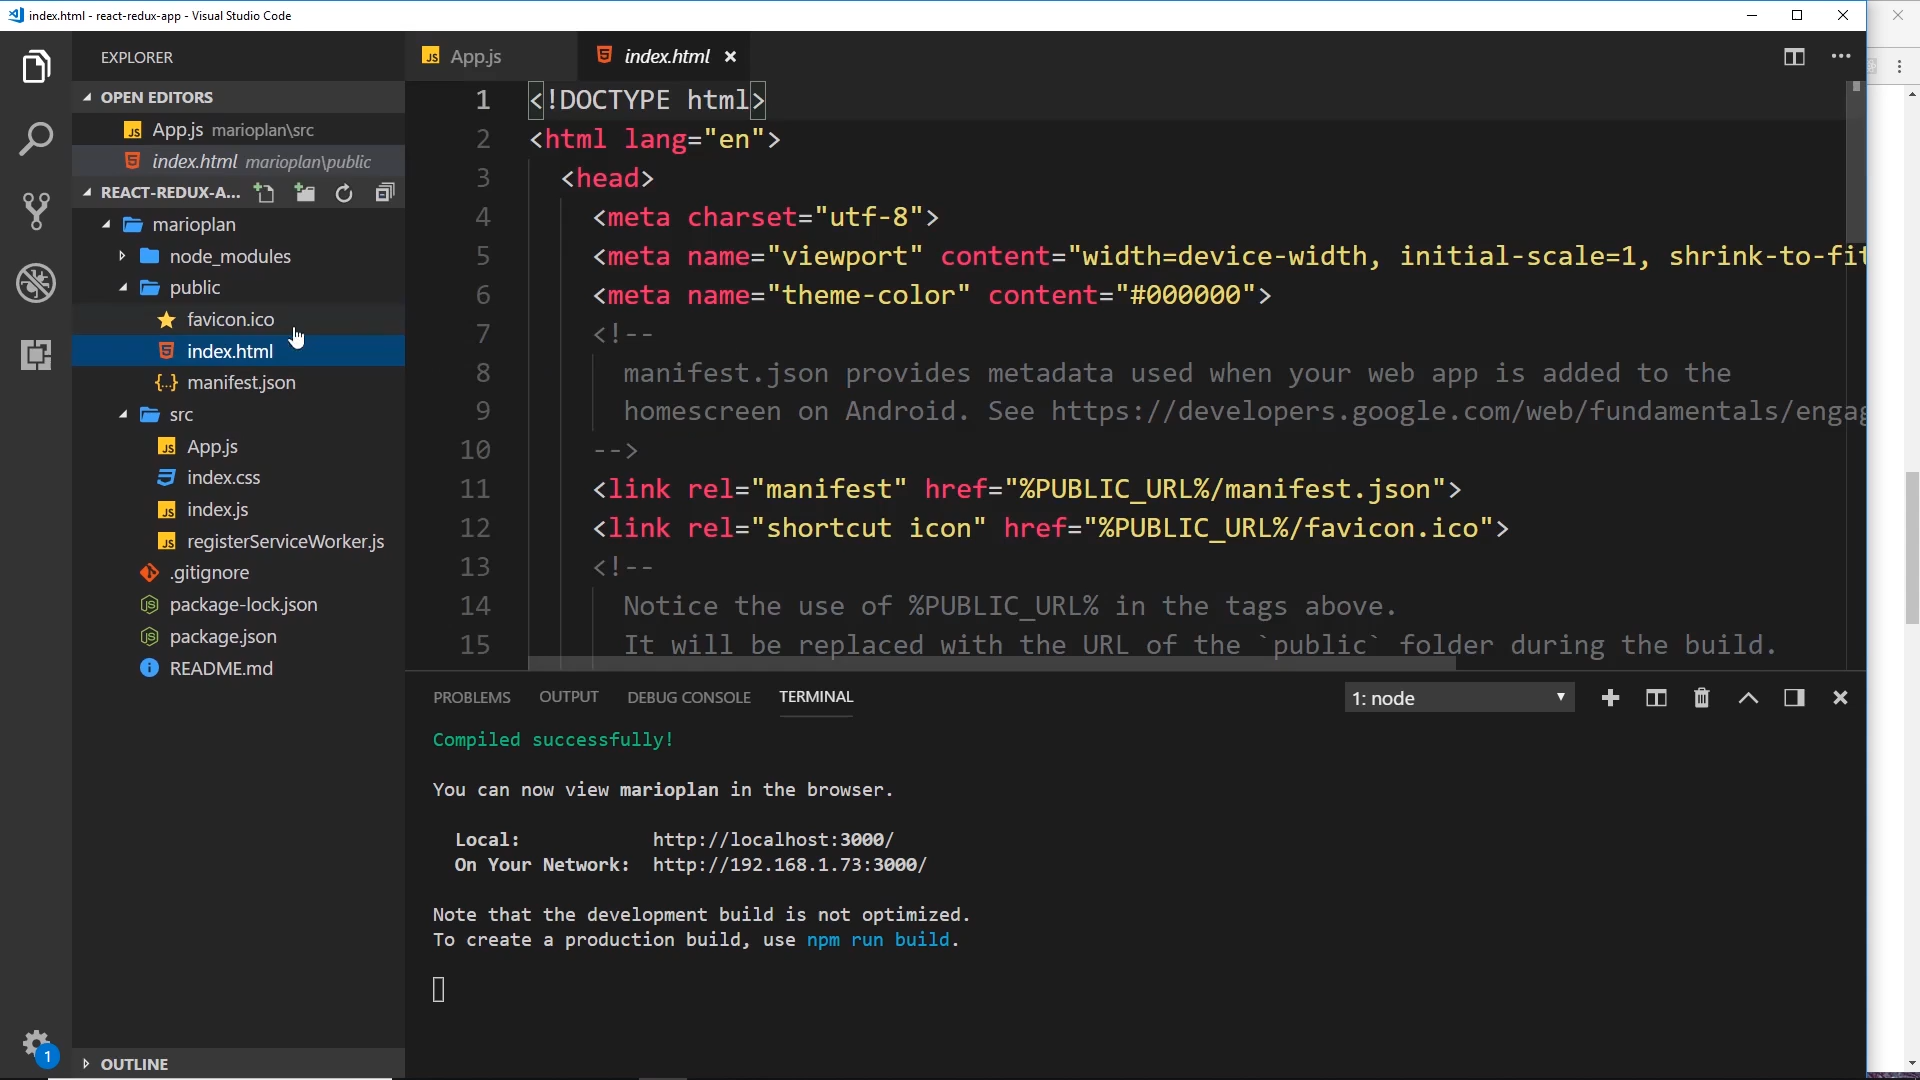 index.html - react-redux-app - Visual Studio Code
EXPLORER
OPEN EDITORS
App.js marioplan\src
index.html marioplan\public
REACT-REDUX-A...
marioplan
node_modules
public
favicon.ico
index.html
manifest.json
src
App.js
index.css
index.js
registerServiceWorker.js
.gitignore
package-lock.json
package.json
README.md
OUTLINE
1
App.js
index.html
1 <!DOCTYPE html>
2 <html lang="en">
3 <head>
4 <meta charset="utf-8">
5 <meta name="viewport" content="width=device-width, initial-scale=1, shrink-to-fit
6 <meta name="theme-color" content="#000000">
7 <!--
8 manifest.json provides metadata used when your web app is added to the
9 homescreen on Android. See https://developers.google.com/web/fundamentals/engag
10 -->
11 <link rel="manifest" href="%PUBLIC_URL%/manifest.json">
12 <link rel="shortcut icon" href="%PUBLIC_URL%/favicon.ico">
13 <!--
14 Notice the use of %PUBLIC_URL% in the tags above.
15 It will be replaced with the URL of the `public` folder during the build.
PROBLEMS OUTPUT DEBUG CONSOLE TERMINAL
1: node
Compiled successfully!
You can now view marioplan in the browser.
Local: http://localhost:3000/
On Your Network: http://192.168.1.73:3000/
Note that the development build is not optimized.
To create a production build, use npm run build.